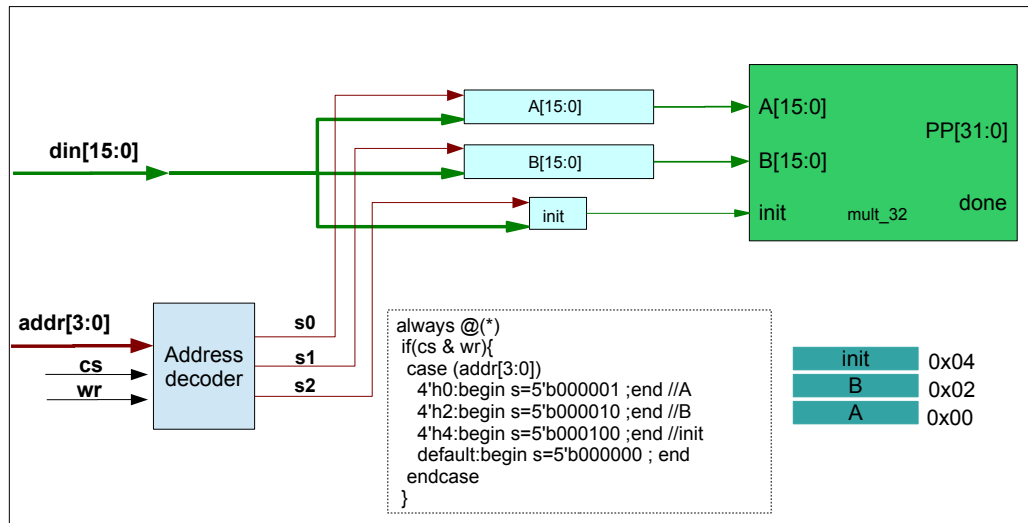 din[15:0]
A[15:0]
B[15:0]
init
A[15:0]
B[15:0]
init
mult_32
PP[31:0]
done
addr[3:0]
cs
wr
Address
decoder
s0
s1
s2
always @(*)
if(cs & wr){
case (addr[3:0])
4'h0:begin s=5'b000001 ;end //A
4'h2:begin s=5'b000010 ;end //B
4'h4:begin s=5'b000100 ;end //init
default:begin s=5'b000000 ; end
endcase
}
init 0x04
B 0x02
A 0x00